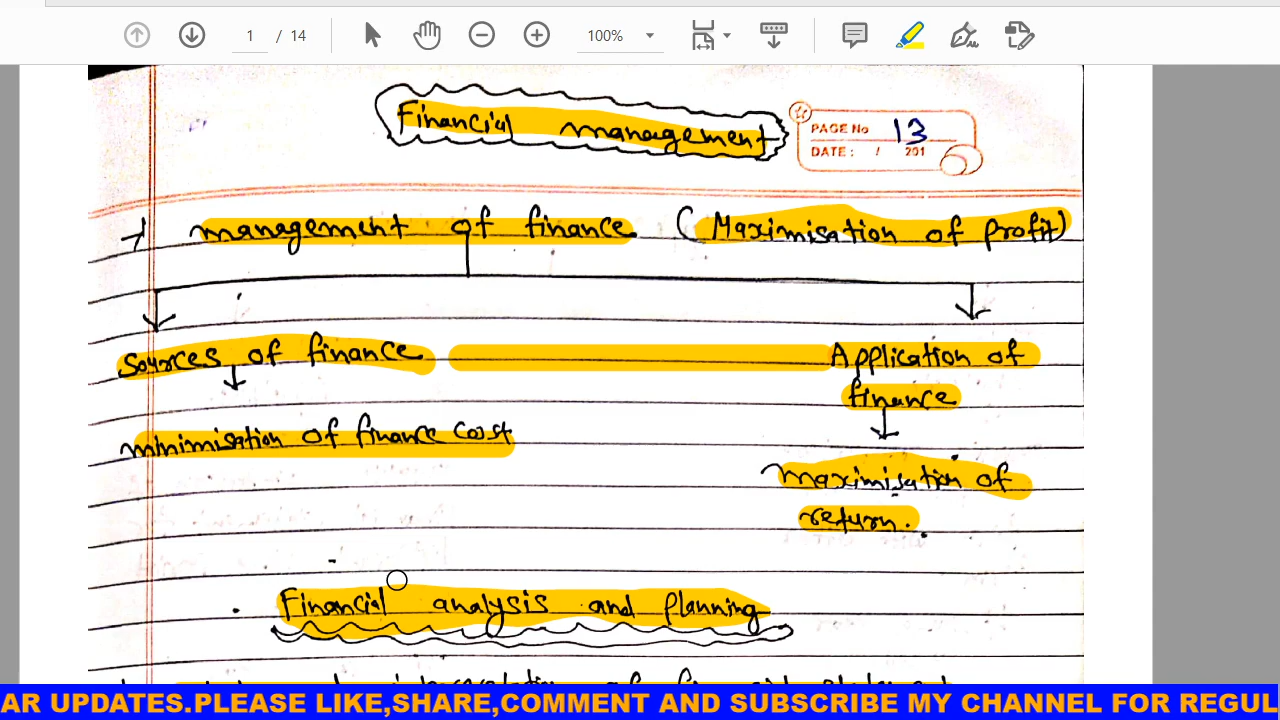 1 / 14
100%
Financial management
PAGE No 13
DATE : / 201
management of finance (Maximisation of profit)
Sources of finance Application of
finance
minimisation of finance cost
maximisation of
return.
Financial analysis and Planning
AR UPDATES.PLEASE LIKE,SHARE,COMMENT AND SUBSCRIBE MY CHANNEL FOR REGUL